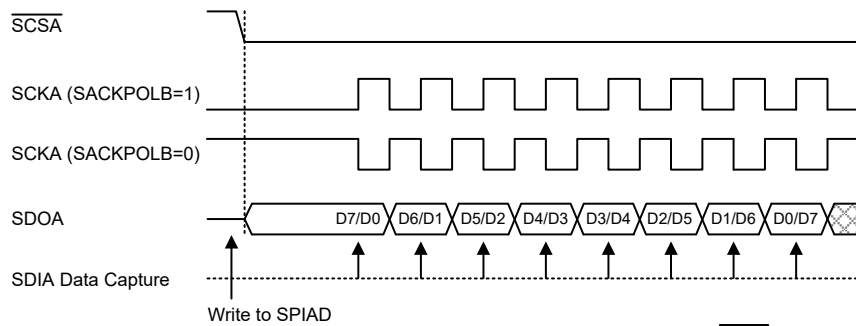 SCSA
SCKA (SACKPOLB=1)
SCKA (SACKPOLB=0)
SDOA D7/D0 D6/D1 D5/D2 D4/D3 D3/D4 D2/D5 D1/D6 D0/D7
SDIA Data Capture
Write to SPIAD